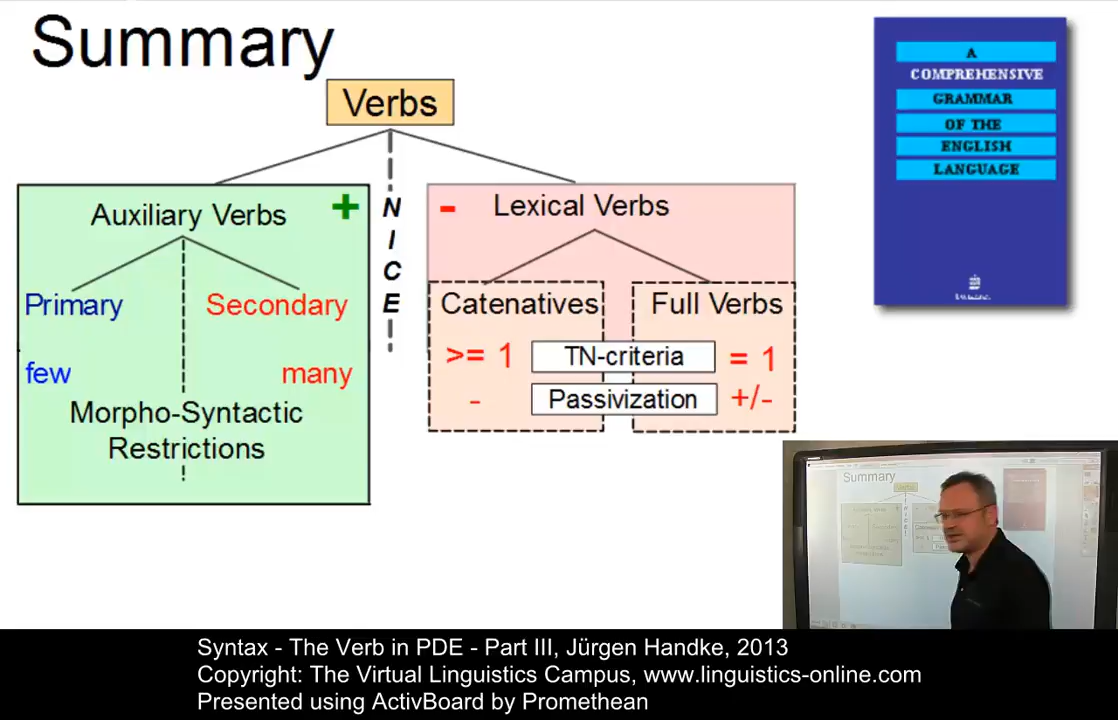 Summary
Verbs
Auxiliary Verbs +
Primary
Secondary
few
many
Morpho-Syntactic
Restrictions
N
I
C
E
- Lexical Verbs
Catenatives
Full Verbs
>= 1 TN-criteria = 1
- Passivization +/-
A
COMPREHENSIVE
GRAMMAR
OF THE
ENGLISH
LANGUAGE
Summary
Syntax - The Verb in PDE - Part III, Jürgen Handke, 2013
Copyright: The Virtual Linguistics Campus, www.linguistics-online.com
Presented using ActivBoard by Promethean